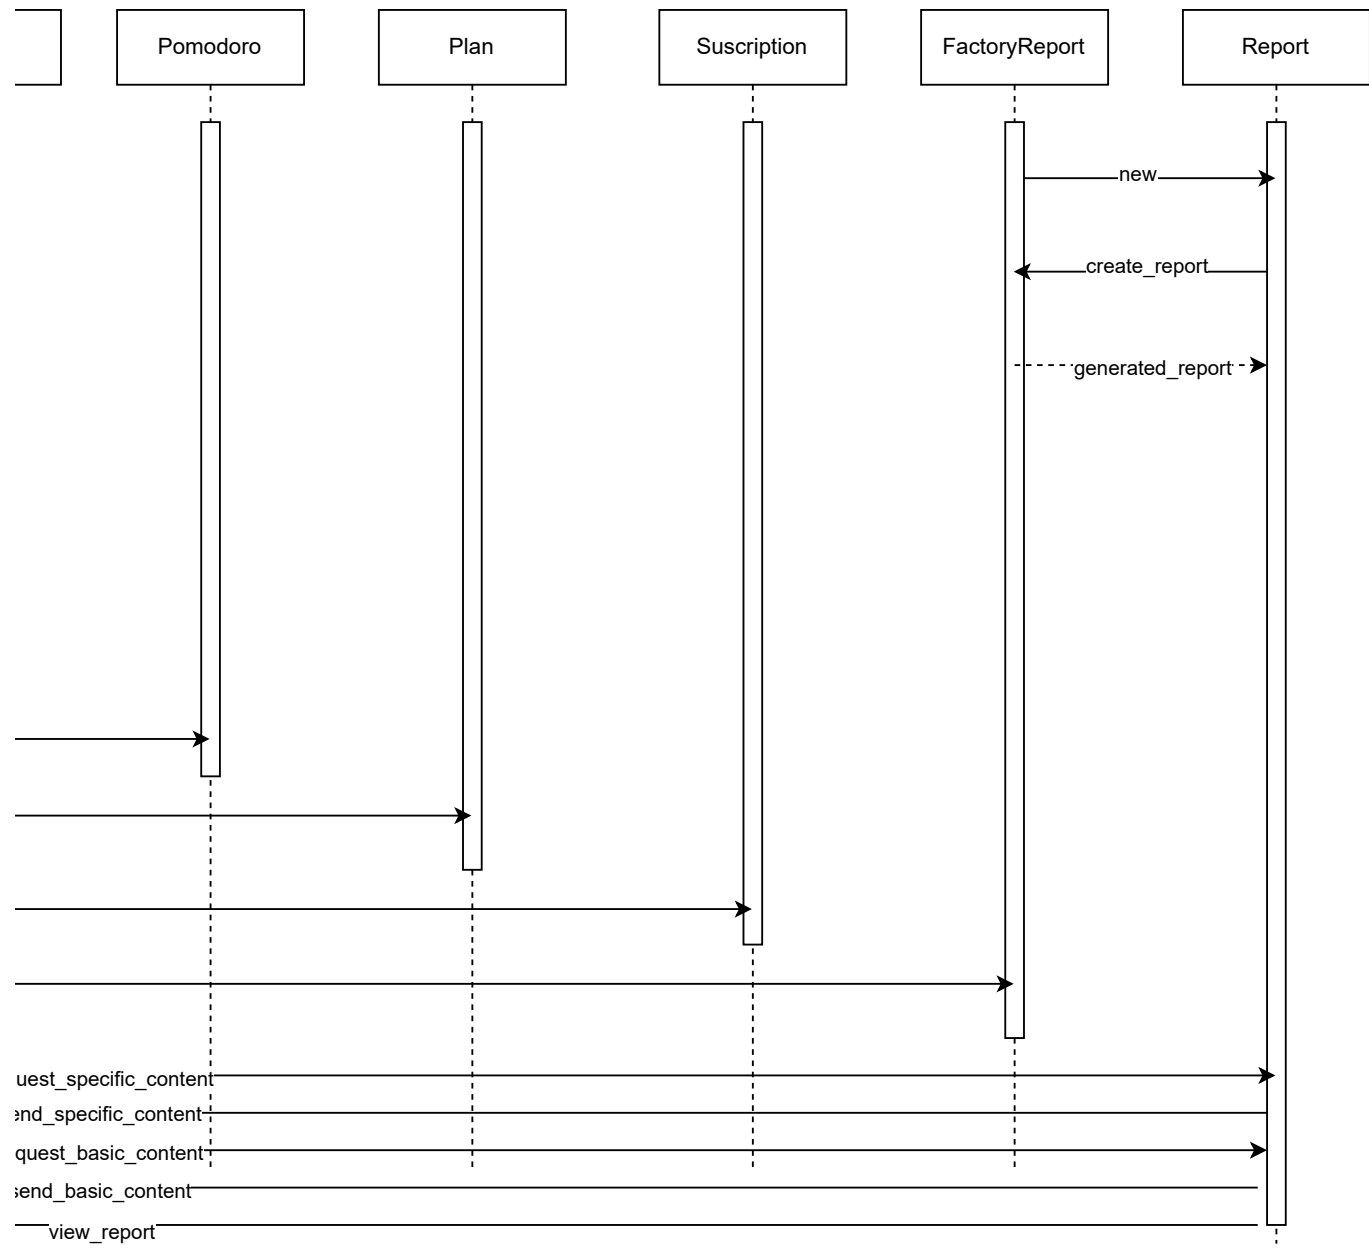 Pomodoro
Plan
Suscription
FactoryReport
Report
new
create_report
generated_report
uest_specific_content
end_specific_content
quest_basic_content
send_basic_content
view_report